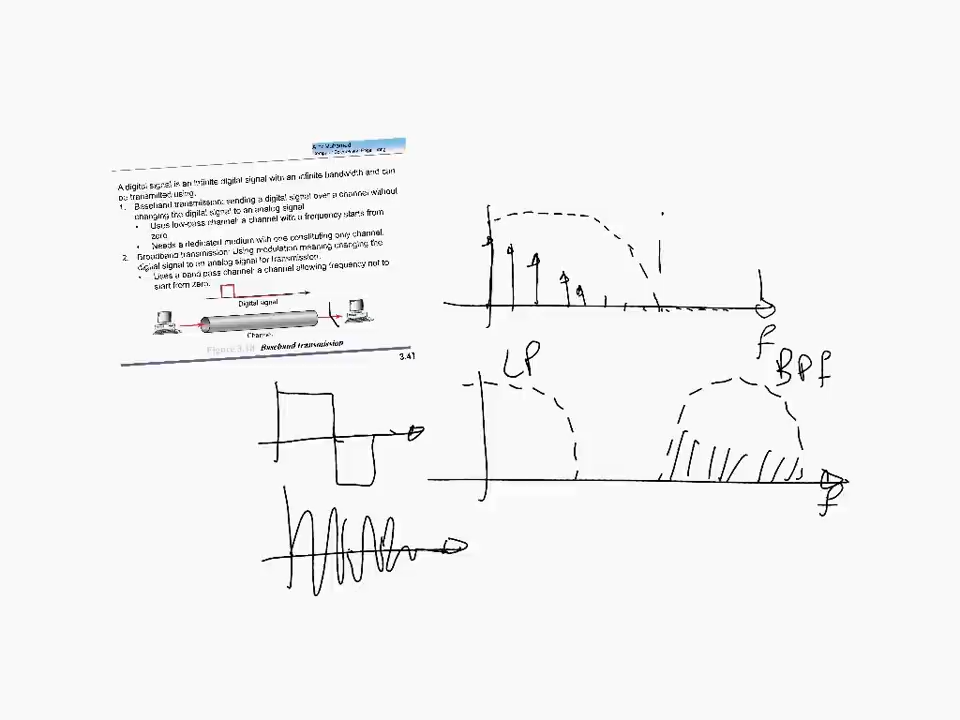 A digital signal is an infinite digital signal with an infinite bandwidth and can
be transmitted using:
1. Baseband transmission: sending a digital signal over a channel without
changing the digital signal to an analog signal
• Uses low-pass channel: a channel with a frequency starts from
zero.
• Needs a dedicated medium with one constituting only channel.
2. Broadband transmission: Using modulation meaning changing the
digital signal to an analog signal for transmission.
• Uses a band pass channel: a channel allowing frequency not to
start from zero.
Digital signal
Channel
Figure 3.18 Baseband transmission
3.41
f
LP
BPF
f